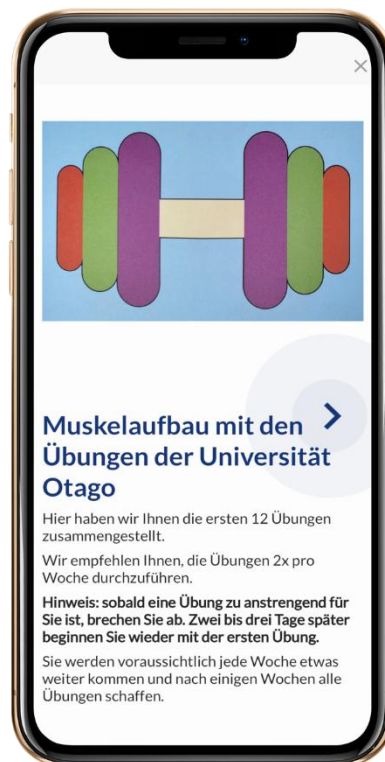 Muskelaufbau mit den
Übungen der Universität
Otago
Hier haben wir Ihnen die ersten 12 Übungen
zusammengestellt.
Wir empfehlen Ihnen, die Übungen 2x pro
Woche durchzuführen.
Hinweis: sobald eine Übung zu anstrengend für
Sie ist, brechen Sie ab. Zwei bis drei Tage später
beginnen Sie wieder mit der ersten Übung.
Sie werden voraussichtlich jede Woche etwas
weiter kommen und nach einigen Wochen alle
Übungen schaffen.